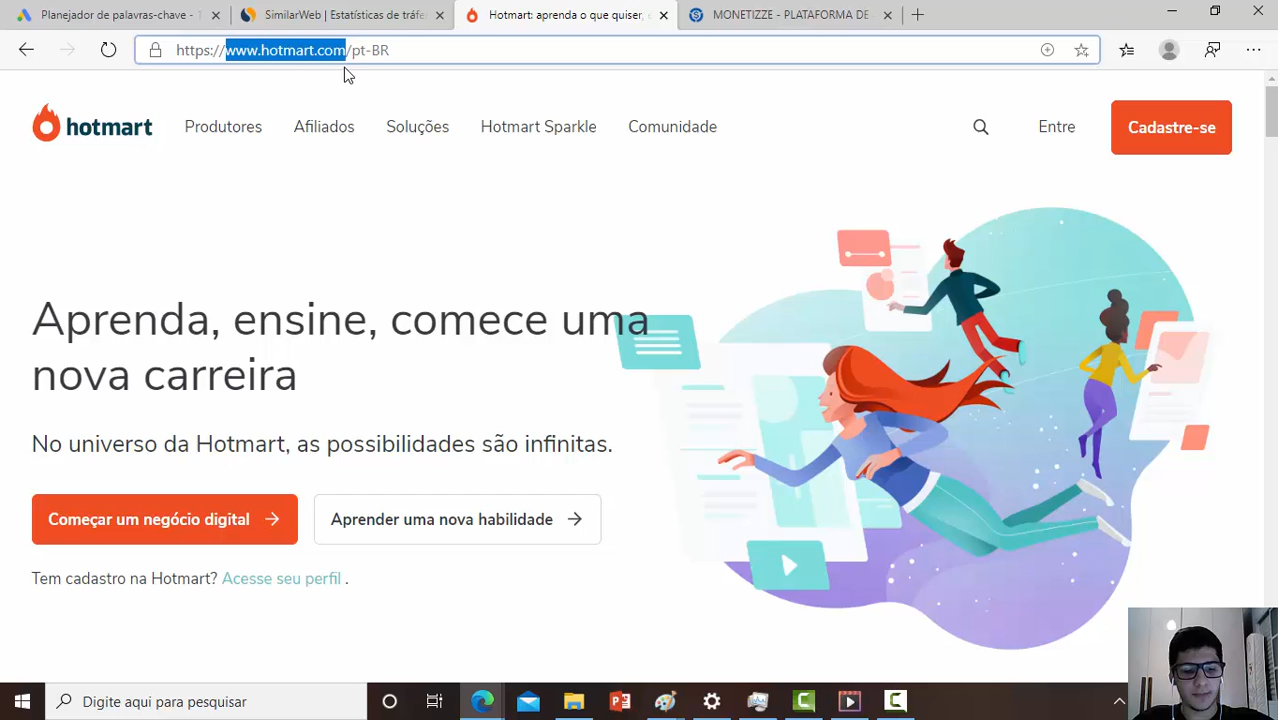 Planejador de palavras-chave - T
SimilarWeb | Estatísticas de tráfe
Hotmart: aprenda o que quiser,
MONETIZZE - PLATAFORMA DE
https://www.hotmart.com/pt-BR
hotmart
Produtores
Afiliados
Soluções
Hotmart Sparkle
Comunidade
Entre
Cadastre-se
Aprenda, ensine, comece uma
nova carreira
No universo da Hotmart, as possibilidades são infinitas.
Começar um negócio digital
Aprender uma nova habilidade
Tem cadastro na Hotmart? Acesse seu perfil .
Digite aqui para pesquisar